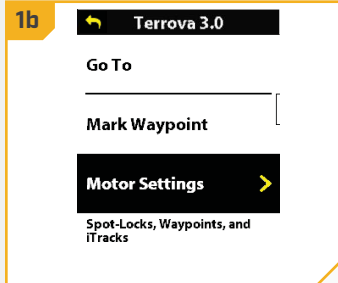 1b
Terrova 3.0
Go To
Mark Waypoint
Motor Settings
Spot-Locks, Waypoints, and
iTracks